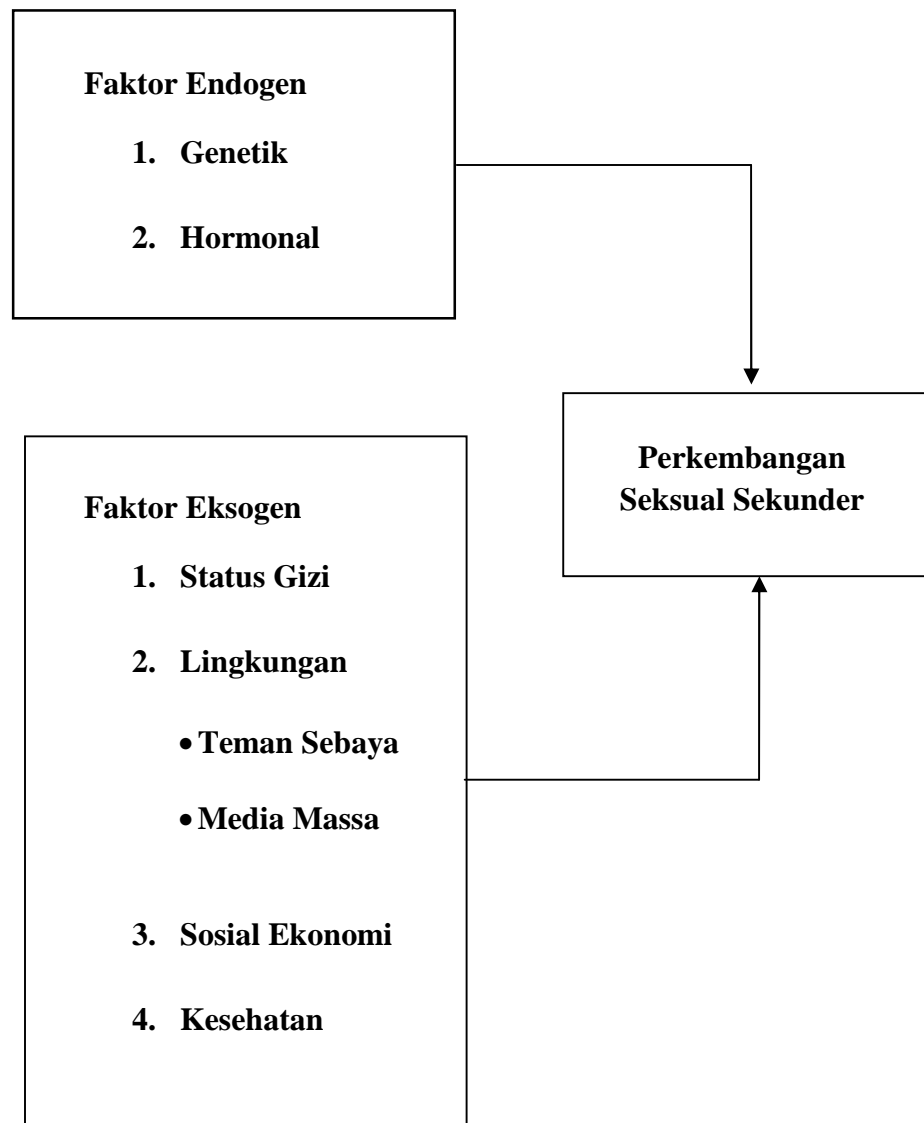 Faktor Endogen
1. Genetik
2. Hormonal
Perkembangan
Seksual Sekunder
Faktor Eksogen
1. Status Gizi
2. Lingkungan
• Teman Sebaya
• Media Massa
3. Sosial Ekonomi
4. Kesehatan